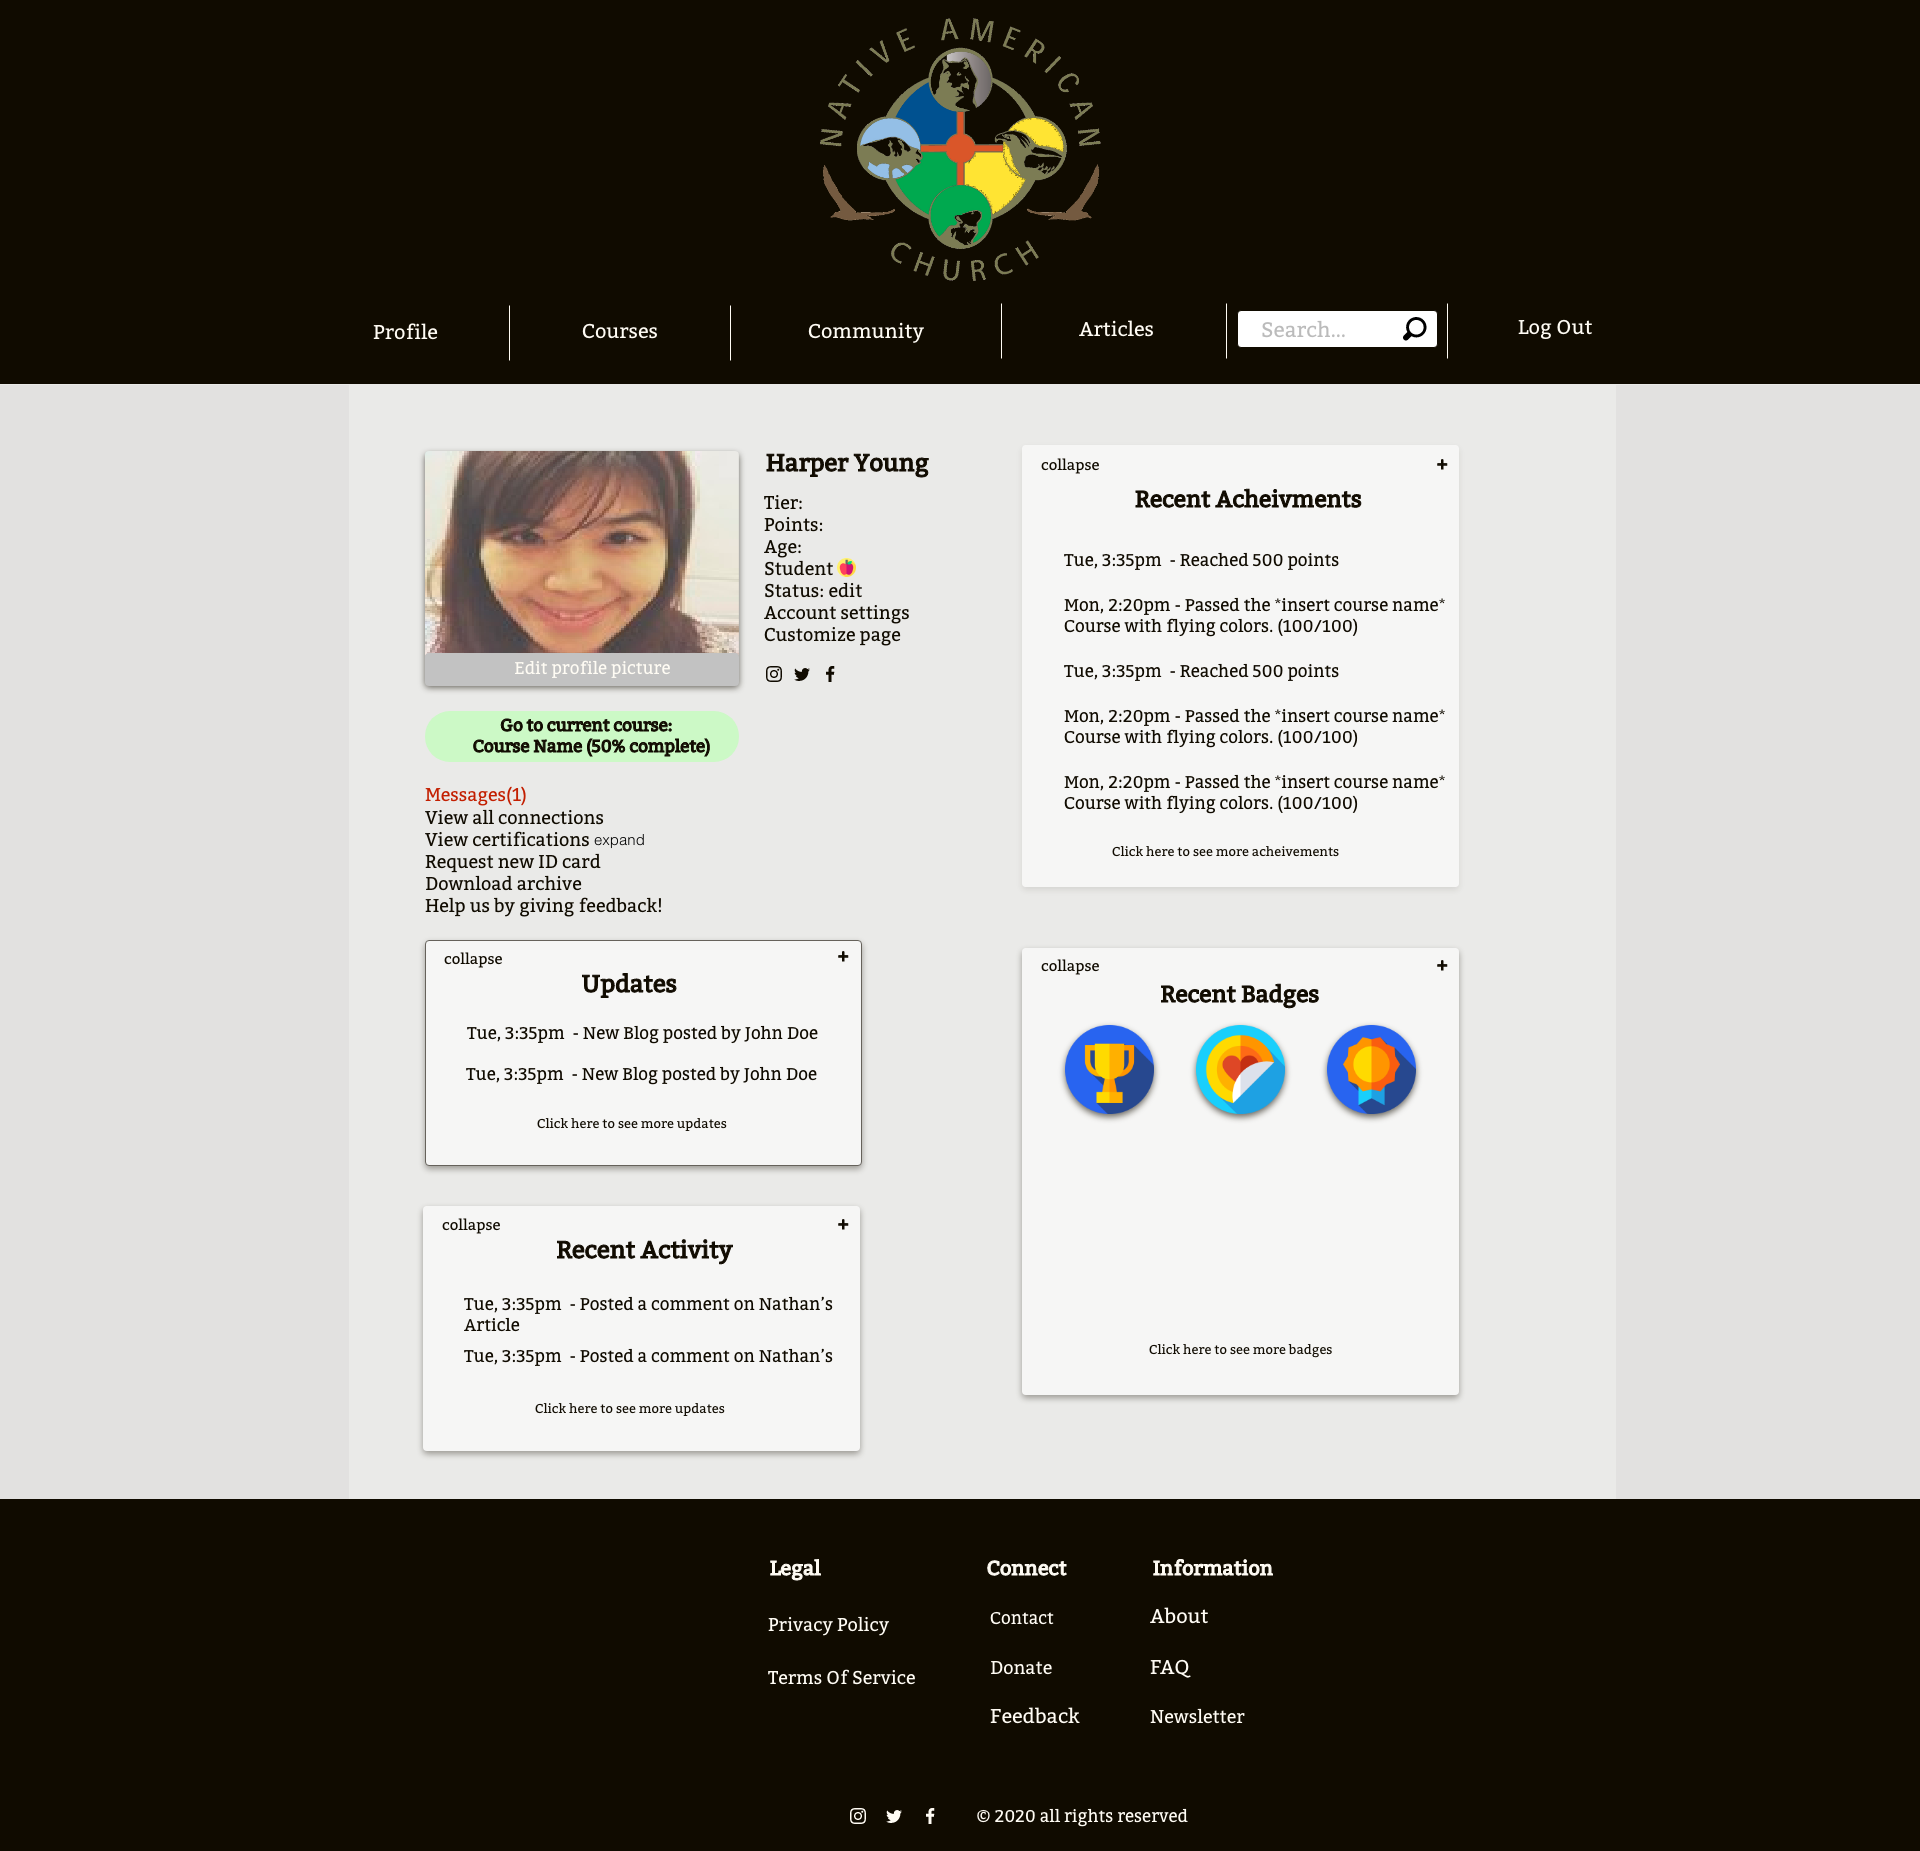 NATIVE AMERICAN
CHURCH
Profile
Courses
Community
Articles
Search...
Log Out
Edit profile picture
Harper Young
Tier:
Points:
Age:
Student
Status: edit
Account settings
Customize page
Go to current course:
Course Name (50% complete)
Messages(1)
View all connections
View certifications expand
Request new ID card
Download archive
Help us by giving feedback!
collapse +
Updates
Tue, 3:35pm - New Blog posted by John Doe
Tue, 3:35pm - New Blog posted by John Doe
Click here to see more updates
collapse +
Recent Activity
Tue, 3:35pm - Posted a comment on Nathan’s
Article
Tue, 3:35pm - Posted a comment on Nathan’s
Click here to see more updates
collapse +
Recent Acheivments
Tue, 3:35pm - Reached 500 points
Mon, 2:20pm - Passed the *insert course name*
Course with flying colors. (100/100)
Tue, 3:35pm - Reached 500 points
Mon, 2:20pm - Passed the *insert course name*
Course with flying colors. (100/100)
Mon, 2:20pm - Passed the *insert course name*
Course with flying colors. (100/100)
Click here to see more acheivements
collapse +
Recent Badges
Click here to see more badges
Legal
Privacy Policy
Terms Of Service
Connect
Contact
Donate
Feedback
Information
About
FAQ
Newsletter
© 2020 all rights reserved